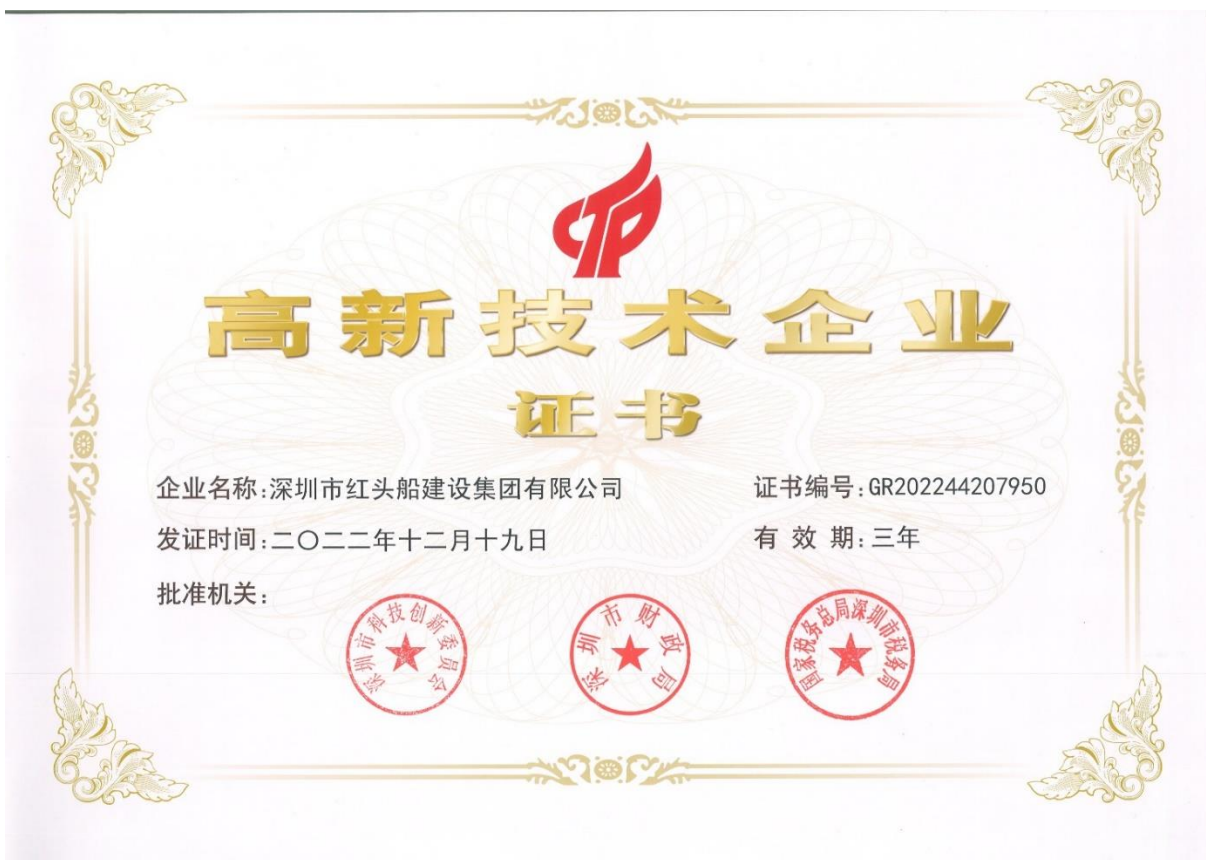 高新技术企业
证书
企业名称:深圳市红头船建设集团有限公司
证书编号:GR202244207950
发证时间:二〇二二年十二月十九日
有效期:三年
批准机关:
深圳市科技创新委员会
深圳市财政局
国家税务总局深圳市税务局